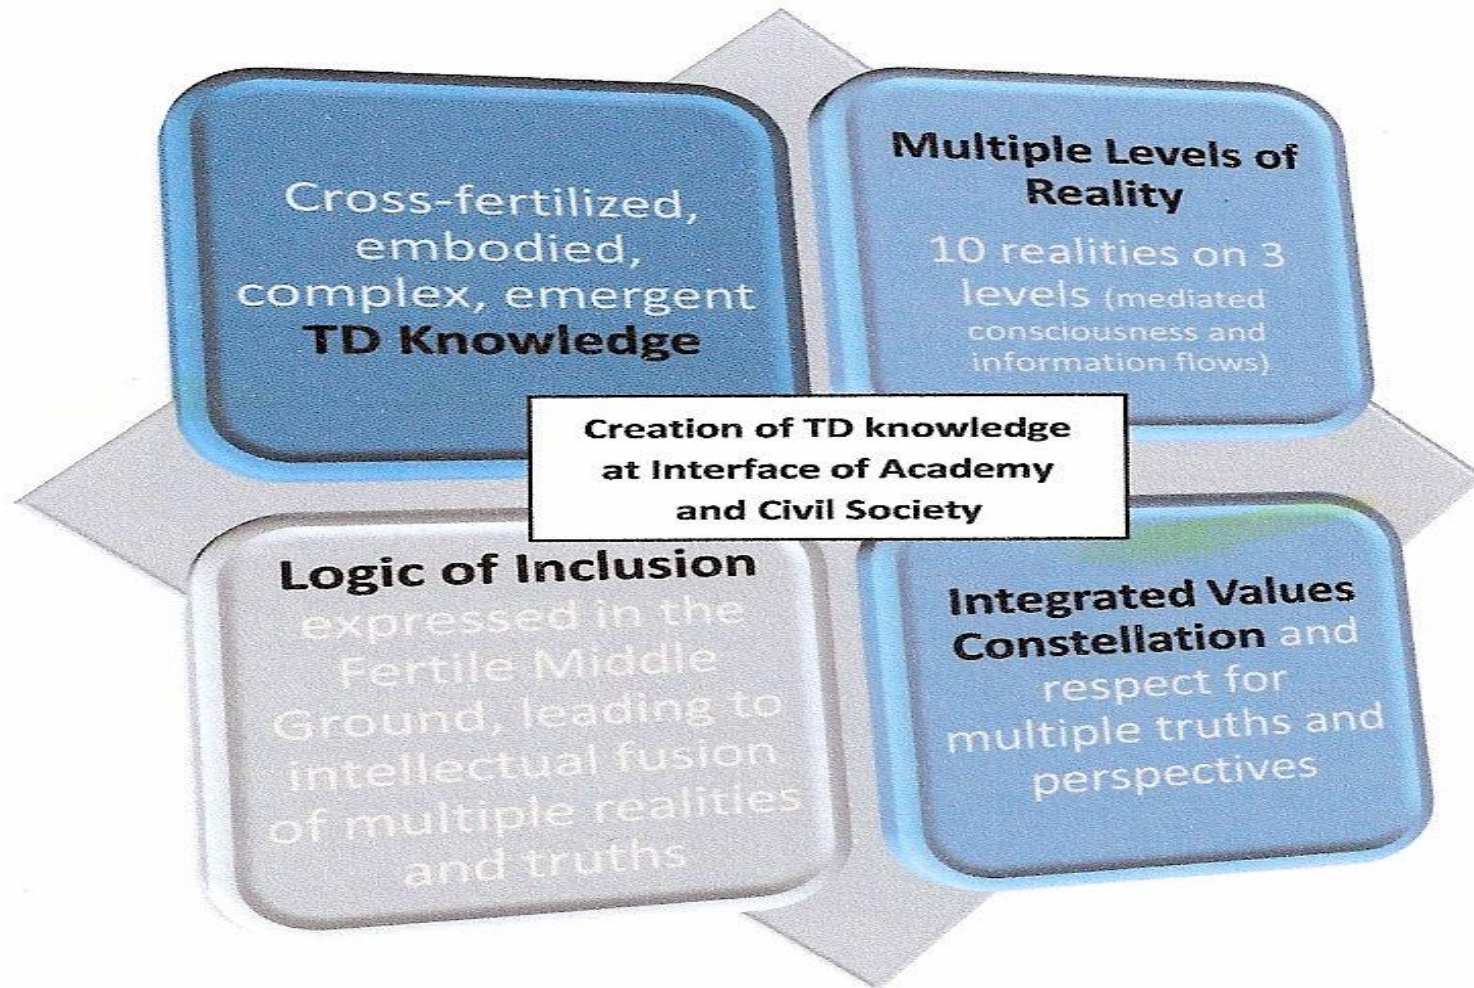 Cross-fertilized,
embodied,
complex, emergent
TD Knowledge
Multiple Levels of
Reality
10 realities on 3
levels (mediated
consciousness and
information flows)
Creation of TD knowledge
at Interface of Academy
and Civil Society
Logic of Inclusion
expressed in the
Fertile Middle
Ground, leading to
intellectual fusion
of multiple realities
and truths
Integrated Values
Constellation and
respect for
multiple truths and
perspectives